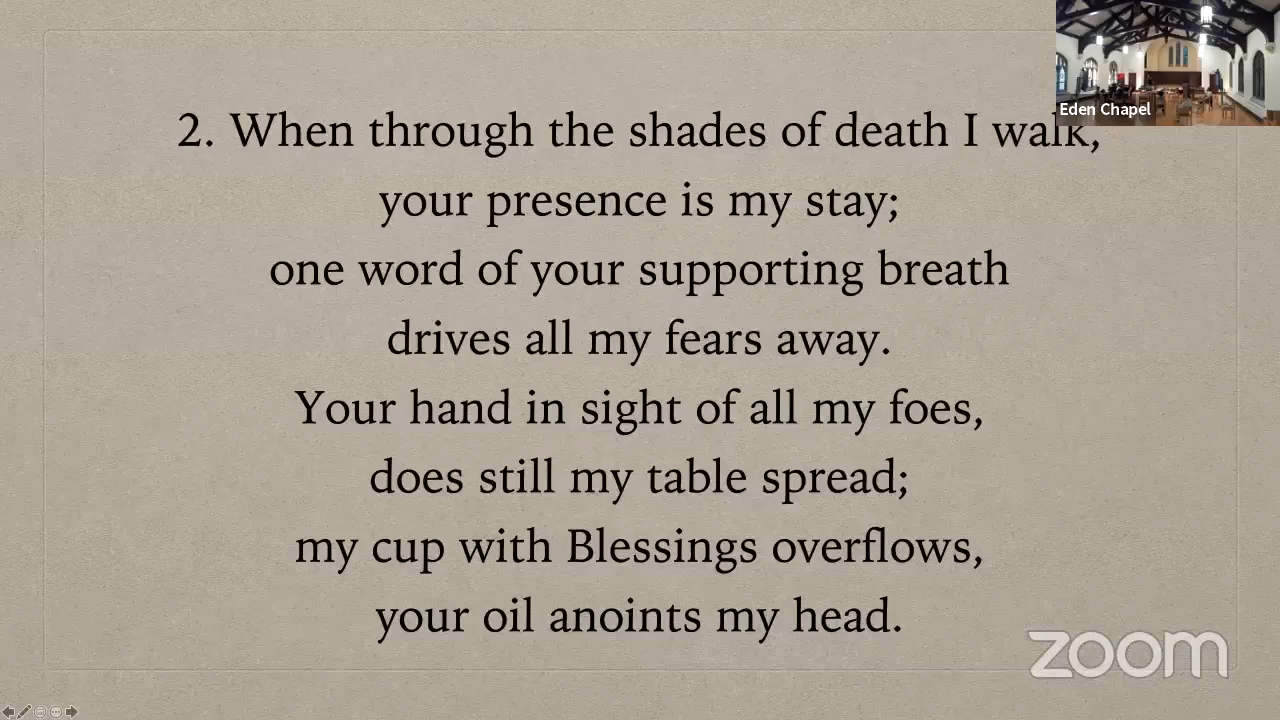 Eden Chapel
2. When through the shades of death I walk,
your presence is my stay;
one word of your supporting breath
drives all my fears away.
Your hand in sight of all my foes,
does still my table spread;
my cup with Blessings overflows,
your oil anoints my head.
zoom